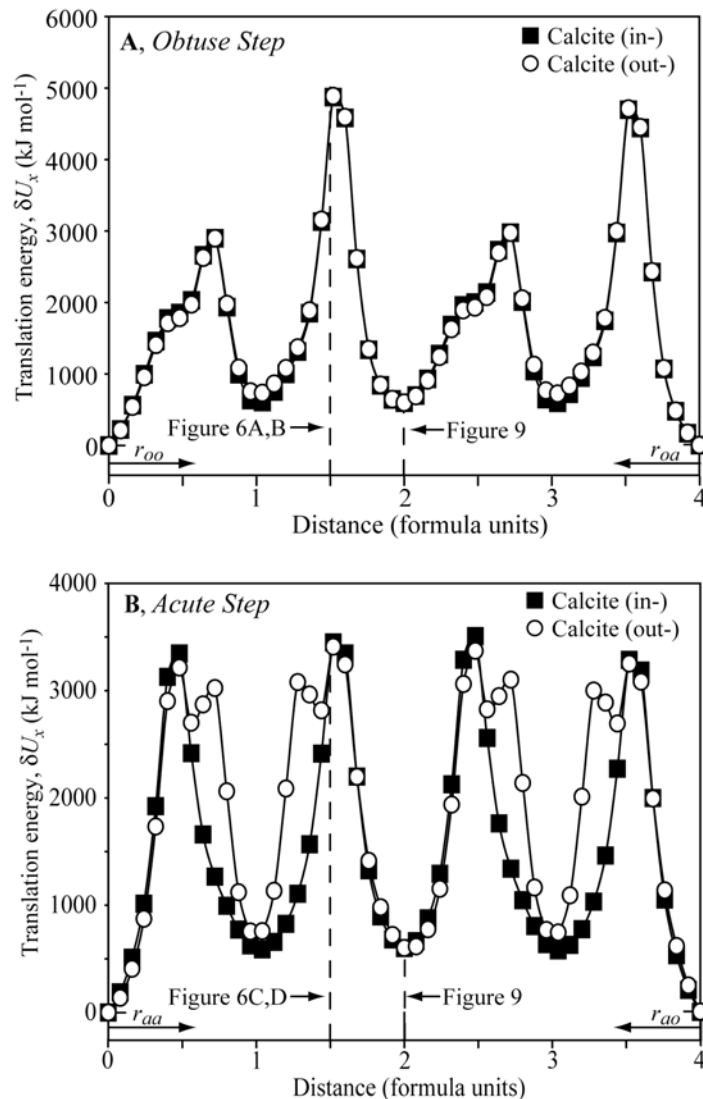 A, Obtuse Step
Calcite (in-)
Calcite (out-)
Translation energy, δUx (kJ mol-1)
6000
5000
4000
3000
2000
1000
0
Figure 6A,B
Figure 9
roo
roa
0 1 2 3 4
Distance (formula units)
B, Acute Step
Calcite (in-)
Calcite (out-)
Translation energy, δUx (kJ mol-1)
4000
3000
2000
1000
0
Figure 6C,D
Figure 9
raa
rao
0 1 2 3 4
Distance (formula units)